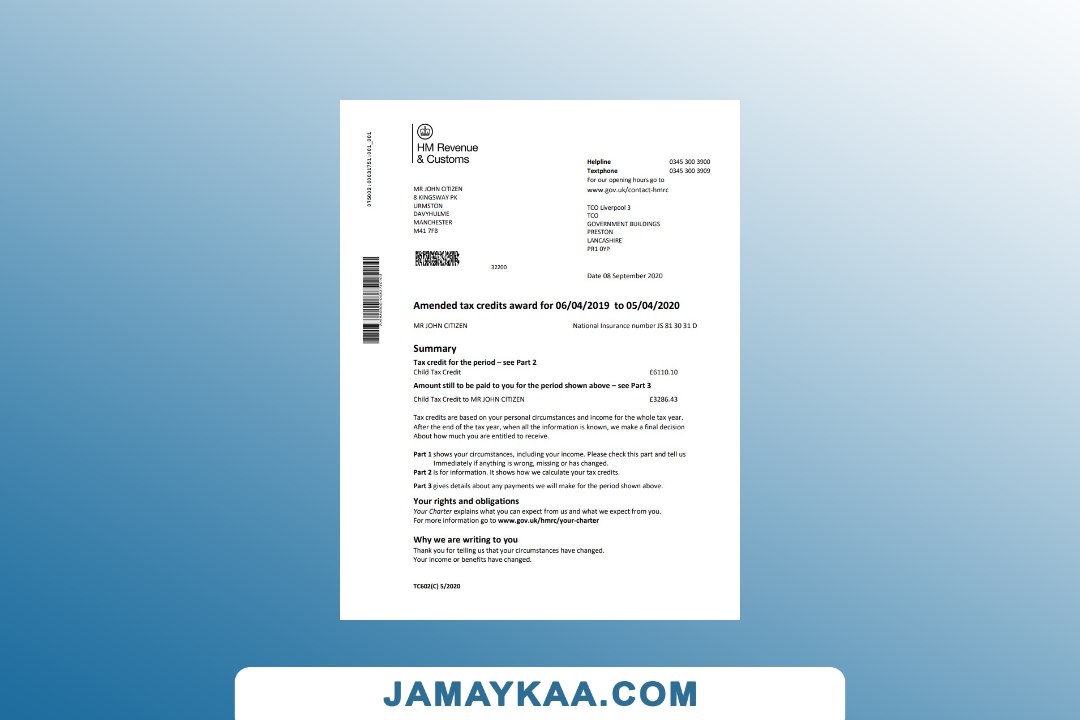 HM Revenue
& Customs
Helpline 0345 300 3900
Textphone 0345 300 3909
For our opening hours go to
www.gov.uk/contact-hmrc
MR JOHN CITIZEN
8 KINGSWAY PK
URMSTON
DAVYHULME
MANCHESTER
M41 7FB
TCO Liverpool 3
TCO
GOVERNMENT BUILDINGS
PRESTON
LANCASHIRE
PR1 0YP
32200
Date 08 September 2020
Amended tax credits award for 06/04/2019 to 05/04/2020
MR JOHN CITIZEN National Insurance number JS 81 30 31 D
Summary
Tax credit for the period – see Part 2
Child Tax Credit £6110.10
Amount still to be paid to you for the period shown above – see Part 3
Child Tax Credit to MR JOHN CITIZEN £3286.43
Tax credits are based on your personal circumstances and income for the whole tax year.
After the end of the tax year, when all the information is known, we make a final decision
About how much you are entitled to receive.
Part 1 shows your circumstances, including your income. Please check this part and tell us
Immediately if anything is wrong, missing or has changed.
Part 2 is for information. It shows how we calculate your tax credits.
Part 3 gives details about any payments we will make for the period shown above.
Your rights and obligations
Your Charter explains what you can expect from us and what we expect from you.
For more information go to www.gov.uk/hmrc/your-charter
Why we are writing to you
Thank you for telling us that your circumstances have changed.
Your income or benefits have changed.
TC602(C) 5/2020
JAMAYKAA.COM